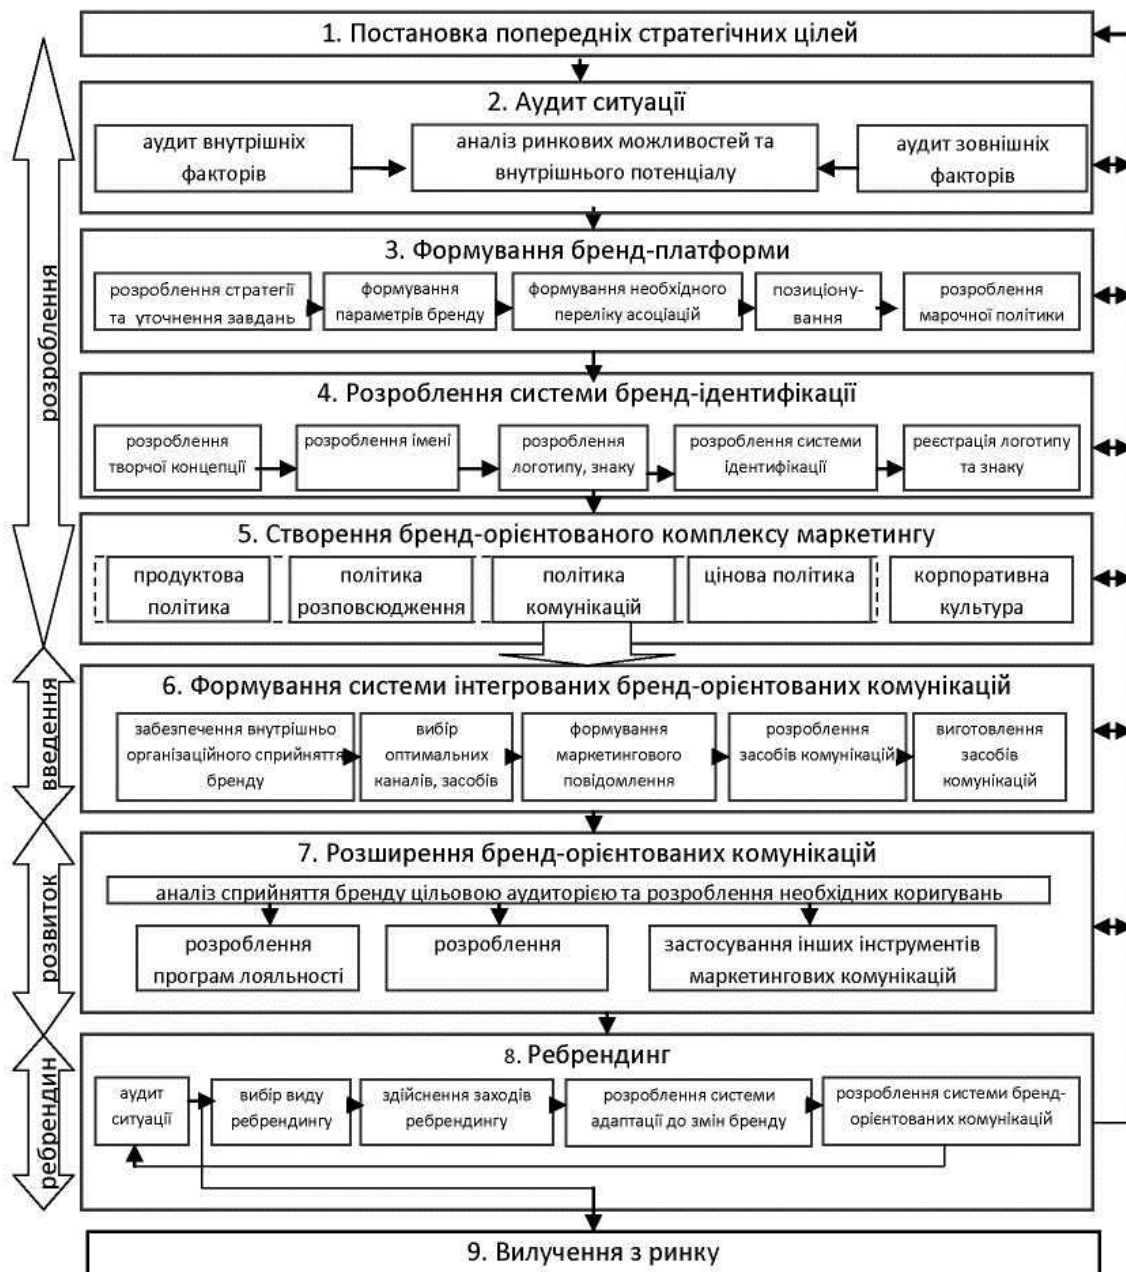 1. Постановка попередніх стратегічних цілей
2. Аудит ситуації
аудит внутрішніх
факторів
аналіз ринкових можливостей та
внутрішнього потенціалу
аудит зовнішніх
факторів
3. Формування бренд-платформи
розроблення стратегії
та уточнення завдань
формування
параметрів бренду
формування необхідного
переліку асоціацій
позиціону-
вання
розроблення
марочної політики
4. Розроблення системи бренд-ідентифікації
розроблення
творчої концепції
розроблення імені
розроблення
логотипу, знаку
розроблення системи
ідентифікації
реєстрація логотипу
та знаку
5. Створення бренд-орієнтованого комплексу маркетингу
продуктова
політика
політика
розповсюдження
політика
комунікацій
цінова політика
корпоративна
культура
розроблення
6. Формування системи інтегрованих бренд-орієнтованих комунікацій
забезпечення внутрішньо
організаційного сприйняття
бренду
вибір
оптимальних
каналів, засобів
формування
маркетингового
повідомлення
розроблення
засобів комунікацій
виготовлення
засобів
комунікацій
введення
7. Розширення бренд-орієнтованих комунікацій
аналіз сприйняття бренду цільовою аудиторією та розроблення необхідних коригувань
розроблення
програм лояльності
розроблення
застосування інших інструментів
маркетингових комунікацій
розвиток
8. Ребрендинг
аудит
ситуації
вибір виду
ребрендингу
здійснення заходів
ребрендингу
розроблення системи
адаптації до змін бренду
розроблення системи бренд-
орієнтованих комунікацій
ребрендин
9. Вилучення з ринку